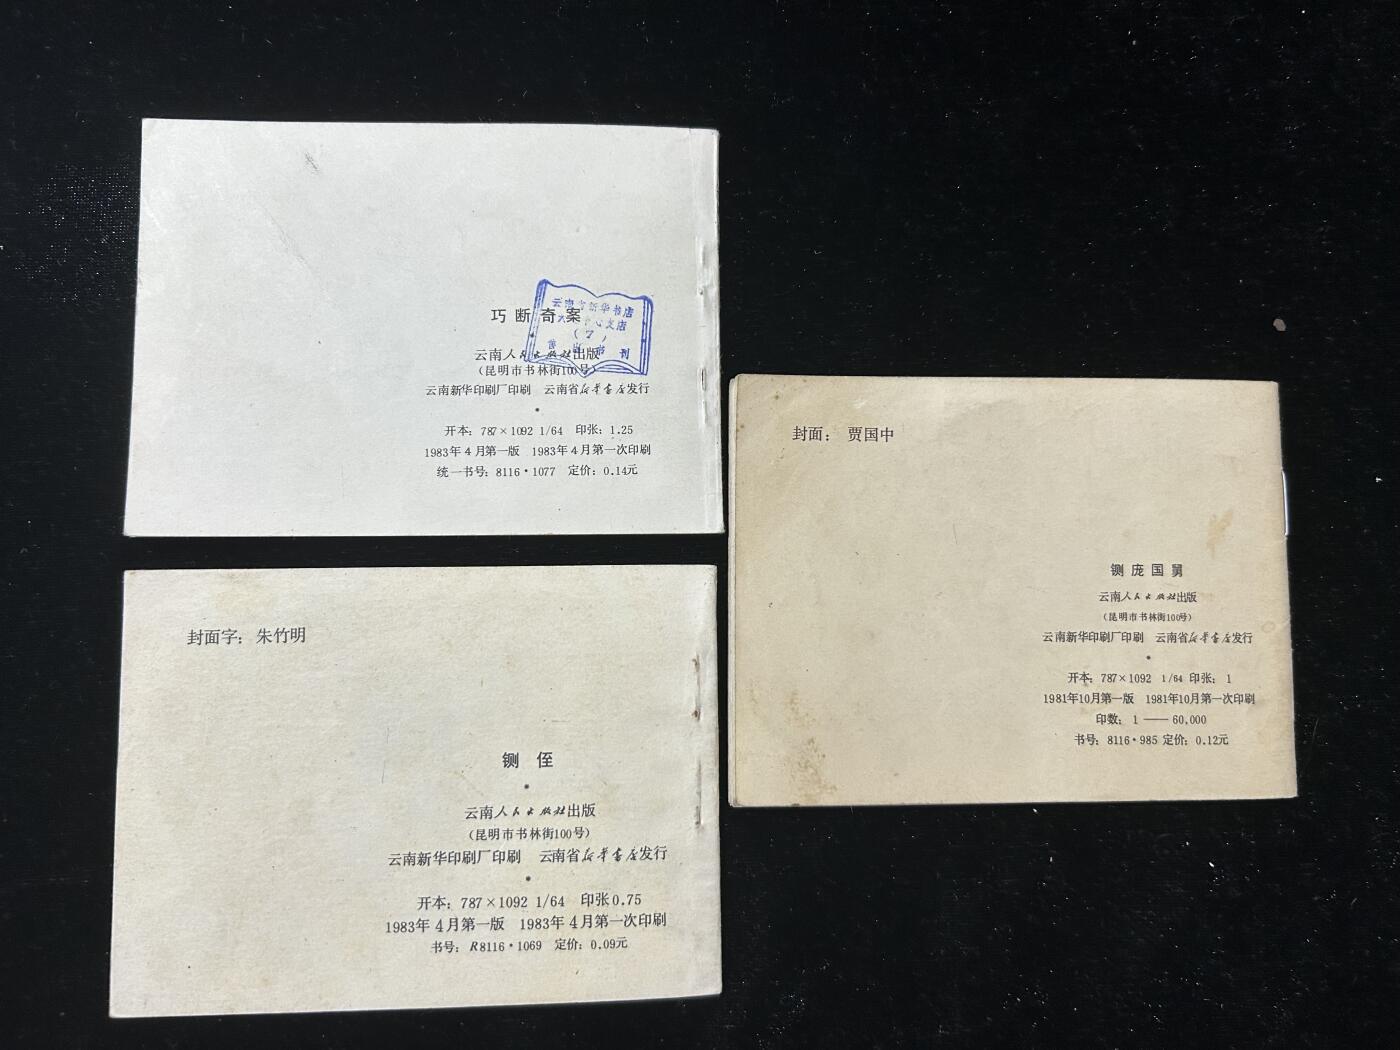 巧断奇案
云南人民出版社出版
（昆明市书林街100号）
云南新华印刷厂印刷 云南省新华书店发行
开本：787×1092 1/64 印张：1.25
1983年4月第一版 1983年4月第一次印刷
统一书号：8116·1077 定价：0.14元
云南省新华书店
支店
（7）
书刊
封面字：朱竹明
铡侄
云南人民出版社出版
（昆明市书林街100号）
云南新华印刷厂印刷 云南省新华书店发行
开本：787×1092 1/64 印张0.75
1983年4月第一版 1983年4月第一次印刷
书号：R8116·1069 定价：0.09元
封面：贾国中
铡庞国舅
云南人民出版社出版
（昆明市书林街100号）
云南新华印刷厂印刷 云南省新华书店发行
开本：787×1092 1/64 印张：1
1981年10月第一版 1981年10月第一次印刷
印数：1——60,000
书号：8116·985 定价：0.12元